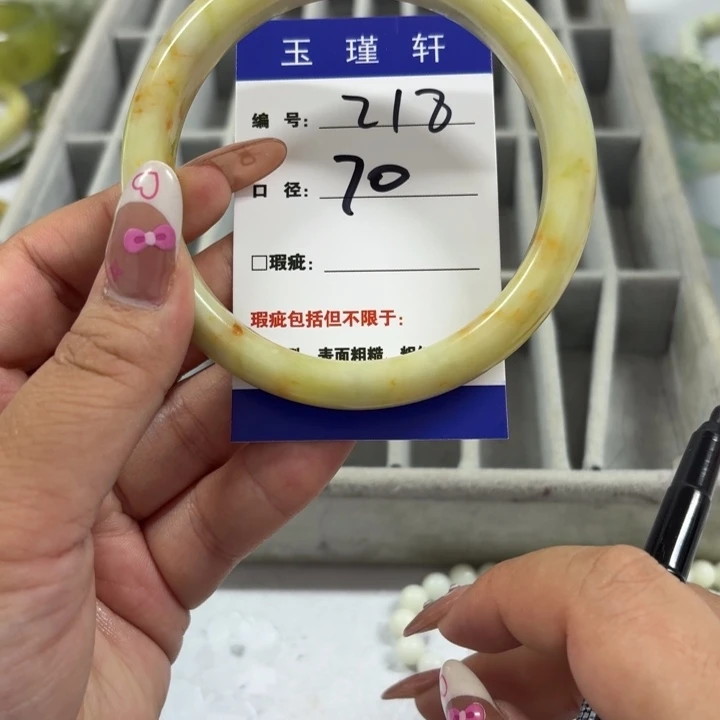 玉瑾轩
编号: 218
口径: 70
□瑕疵:
瑕疵包括但不限于:
表面粗糙